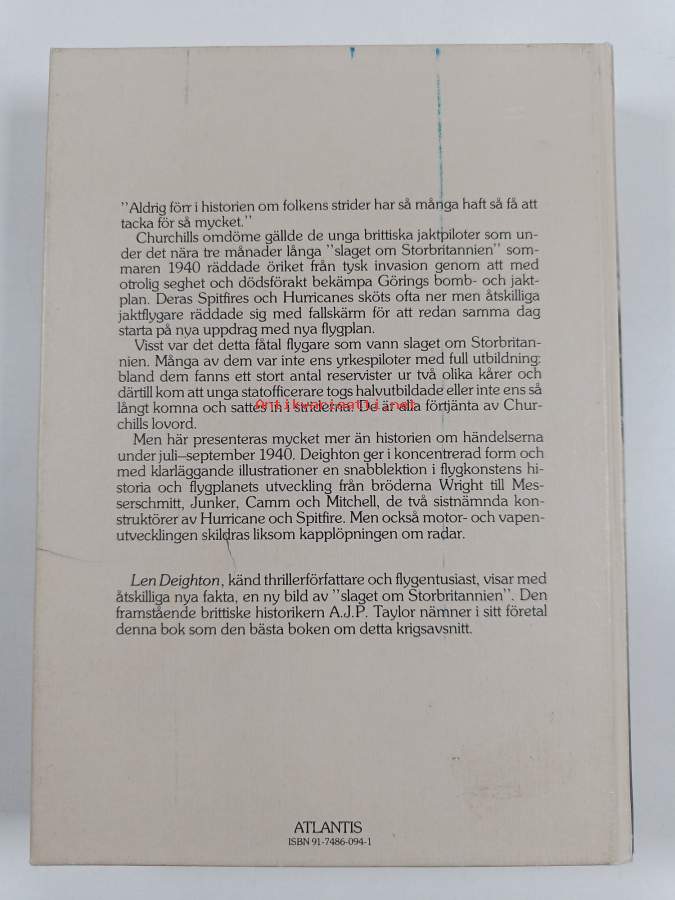 "Aldrig förr i historien om folkens strider har så många haft så få att
tacka för så mycket."
Churchills omdöme gällde de unga brittiska jaktpiloter som un-
der det nära tre månader långa "slaget om Storbritannien" som-
maren 1940 räddade öriket från tysk invasion genom att med
otrolig seghet och dödsförakt bekämpa Görings bomb- och jakt-
plan. Deras Spitfires och Hurricanes sköts ofta ner men åtskilliga
jaktflygare räddade sig med fallskärm för att redan samma dag
starta på nya uppdrag med nya flygplan.
Visst var det detta fåtal flygare som vann slaget om Storbritan-
nien. Många av dem var inte ens yrkespiloter med full utbildning:
bland dem fanns ett stort antal reservister ur två olika kårer och
därtill kom att unga statofficerare togs halvutbildade eller inte ens så
långt komna och sattes in i striderna. De är alla förtjänta av Chur-
Antikvariaatti.net
chills lovord.
Men här presenteras mycket mer än historien om händelserna
under juli–september 1940. Deighton ger i koncentrerad form och
med klarläggande illustrationer en snabblektion i flygkonstens hi-
storia och flygplanets utveckling från bröderna Wright till Mes-
serschmitt, Junker, Camm och Mitchell, de två sistnämnda kon-
struktörer av Hurricane och Spitfire. Men också motor- och vapen-
utvecklingen skildras liksom kapplöpningen om radar.
Len Deighton, känd thrillerförfattare och flygentusiast, visar med
åtskilliga nya fakta, en ny bild av "slaget om Storbritannien". Den
framstående brittiske historikern A.J.P. Taylor nämner i sitt företal
denna bok som den bästa boken om detta krigsavsnitt.
ATLANTIS
ISBN 91-7486-094-1